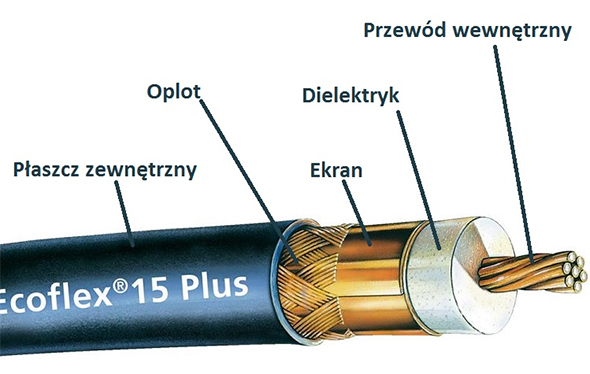 Przewód wewnętrzny
Oplot
Dielektryk
Płaszcz zewnętrzny
Ekran
Ecoflex®15 Plus